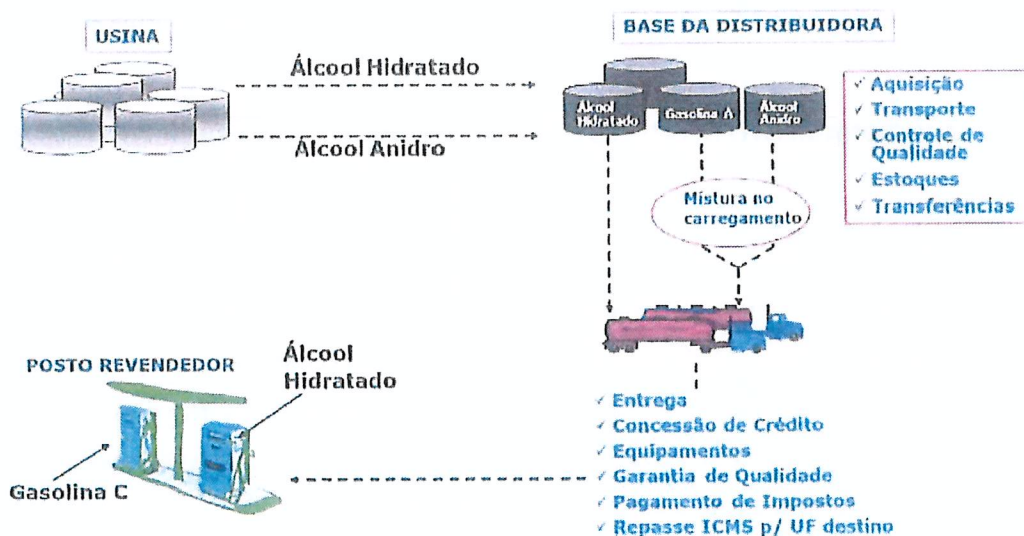 USINA
BASE DA DISTRIBUIDORA
Álcool Hidratado
Álcool Anidro
Álcool
Hidratado
Gasolina A
Álcool
Anidro
✓ Aquisição
✓ Transporte
✓ Controle de
Qualidade
✓ Estoques
✓ Transferências
Mistura no
carregamento
POSTO REVENDEDOR
Álcool
Hidratado
Gasolina C
✓ Entrega
✓ Concessão de Crédito
✓ Equipamentos
✓ Garantia de Qualidade
✓ Pagamento de Impostos
✓ Repasse ICMS p/ UF destino